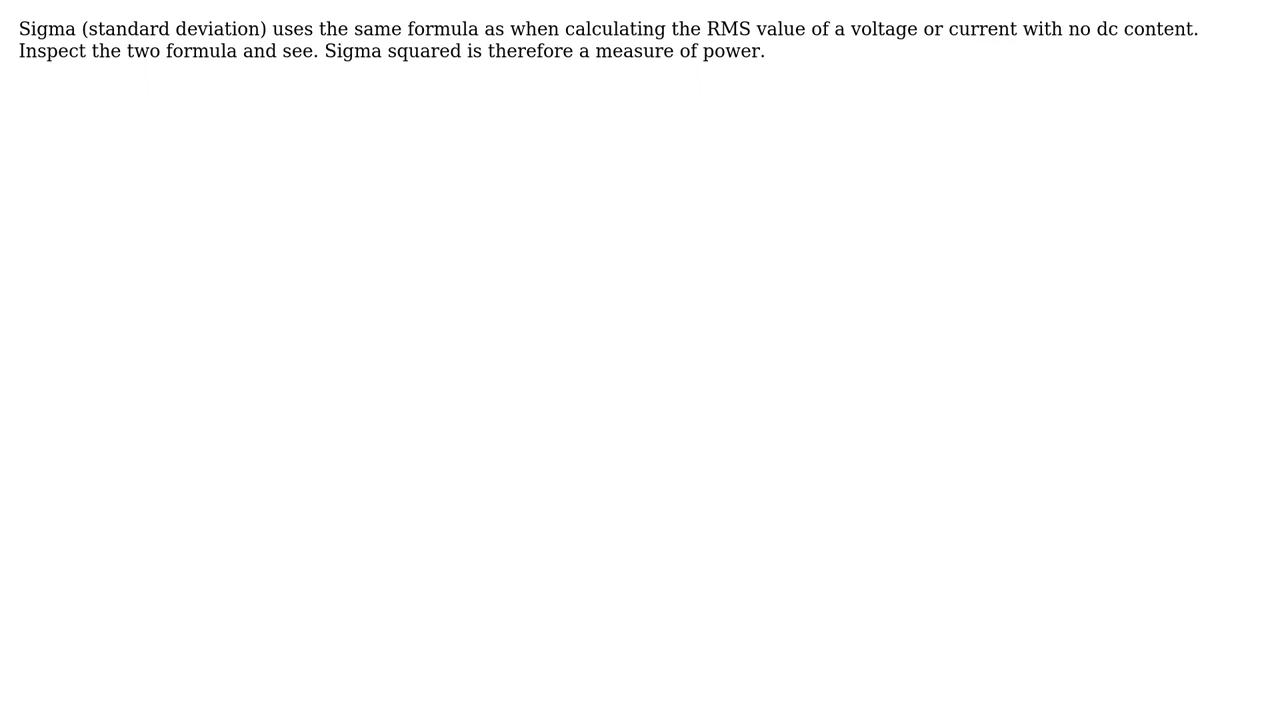 Sigma (standard deviation) uses the same formula as when calculating the RMS value of a voltage or current with no dc content.
Inspect the two formula and see. Sigma squared is therefore a measure of power.